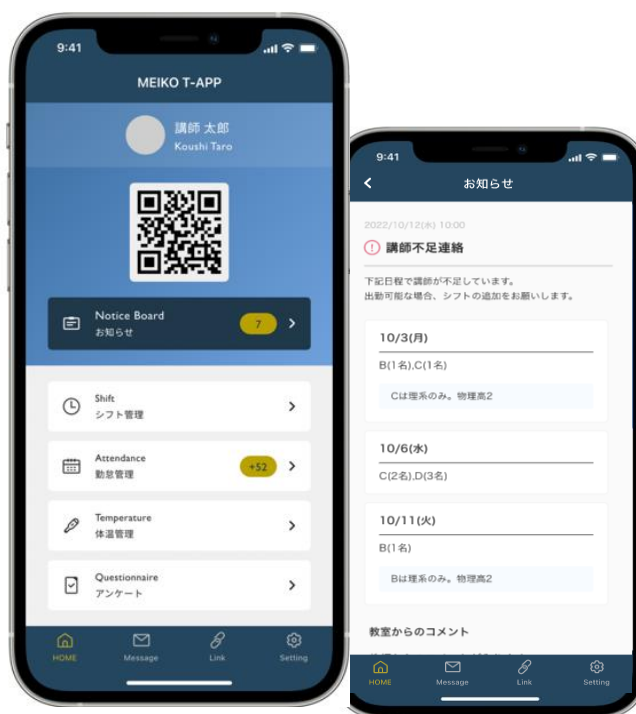 9:41
MEIKO T-APP
講師 太郎
Koushi Taro
Notice Board
お知らせ
7
Shift
シフト管理
Attendance
勤怠管理
+52
Temperature
体温管理
Questionnaire
アンケート
HOME
Message
Link
Setting
9:41
お知らせ
2022/10/12(水) 10:00
講師不足連絡
下記日程で講師が不足しています。
出勤可能な場合、シフトの追加をお願いします。
10/3(月)
B(1名),C(1名)
Cは理系のみ。物理高2
10/6(木)
C(2名),D(3名)
10/11(火)
B(1名)
Bは理系のみ。物理高2
教室からのコメント
HOME
Message
Link
Setting